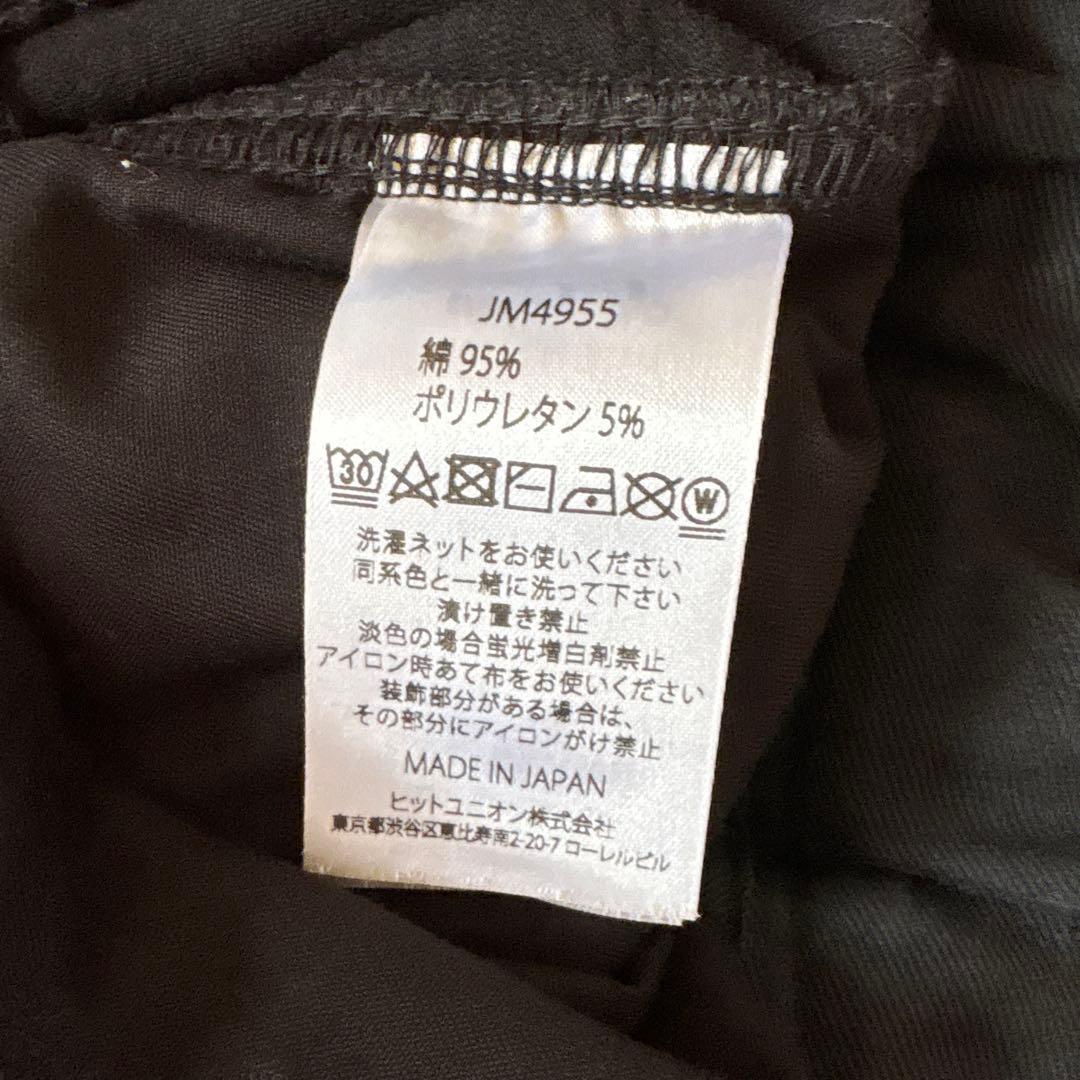 JM4955
綿 95%
ポリウレタン 5%
30 W
洗濯ネットをお使いください
同系色と一緒に洗って下さい
漬け置き禁止
淡色の場合蛍光増白剤禁止
アイロン時あて布をお使いください
装飾部分がある場合は、
その部分にアイロンがけ禁止
MADE IN JAPAN
ヒットユニオン株式会社
東京都渋谷区恵比寿南2-20-7 ローレルビル